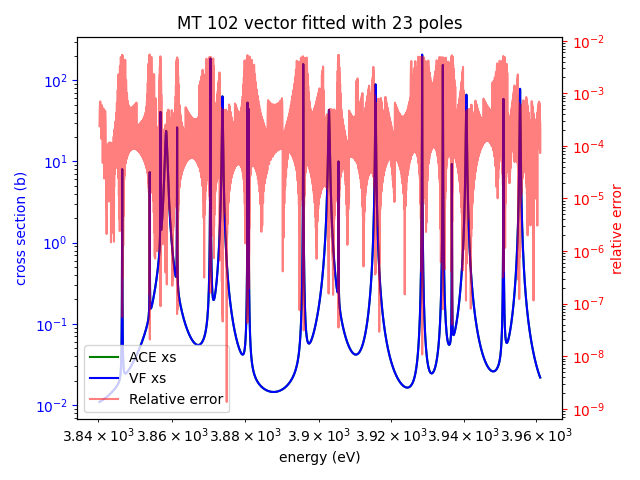 MT 102 vector fitted with 23 poles
10²
10¹
10⁰
10⁻¹
10⁻²
cross section (b)
10⁻²
10⁻³
10⁻⁴
10⁻⁵
10⁻⁶
10⁻⁷
10⁻⁸
10⁻⁹
relative error
ACE xs
VF xs
Relative error
3.84 × 10³ 3.86 × 10³ 3.88 × 10³ 3.9 × 10³ 3.92 × 10³ 3.94 × 10³ 3.96 × 10³
energy (eV)